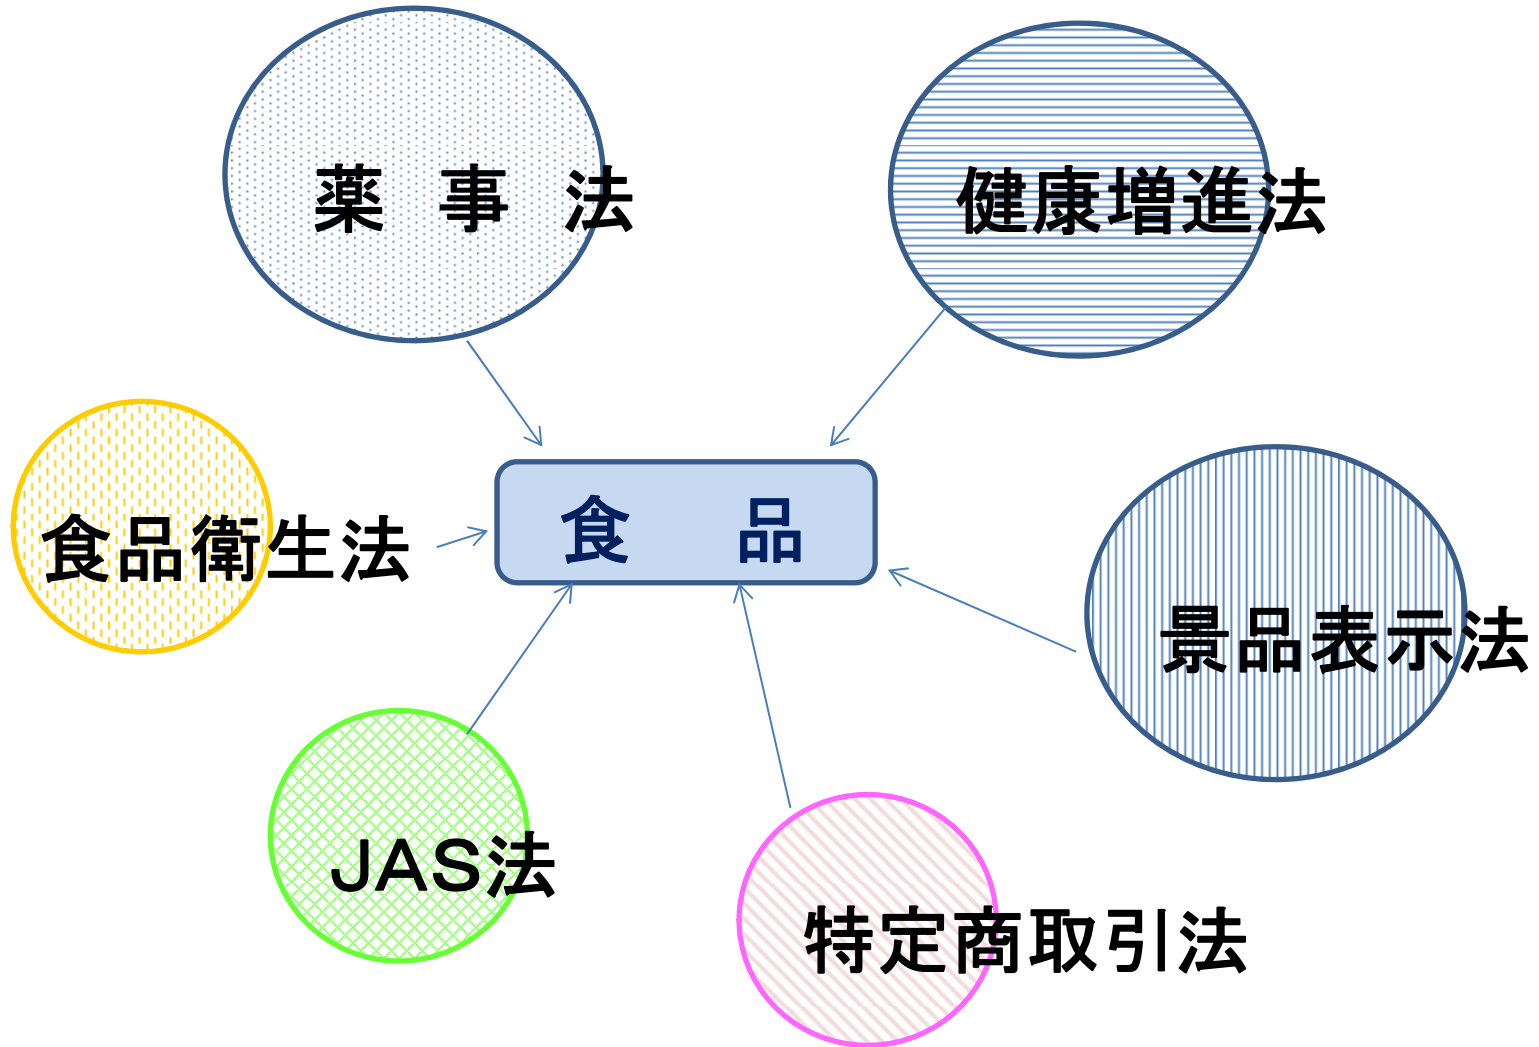 薬　事　法
健康増進法
食品衛生法
食　品
景品表示法
ＪＡＳ法
特定商取引法